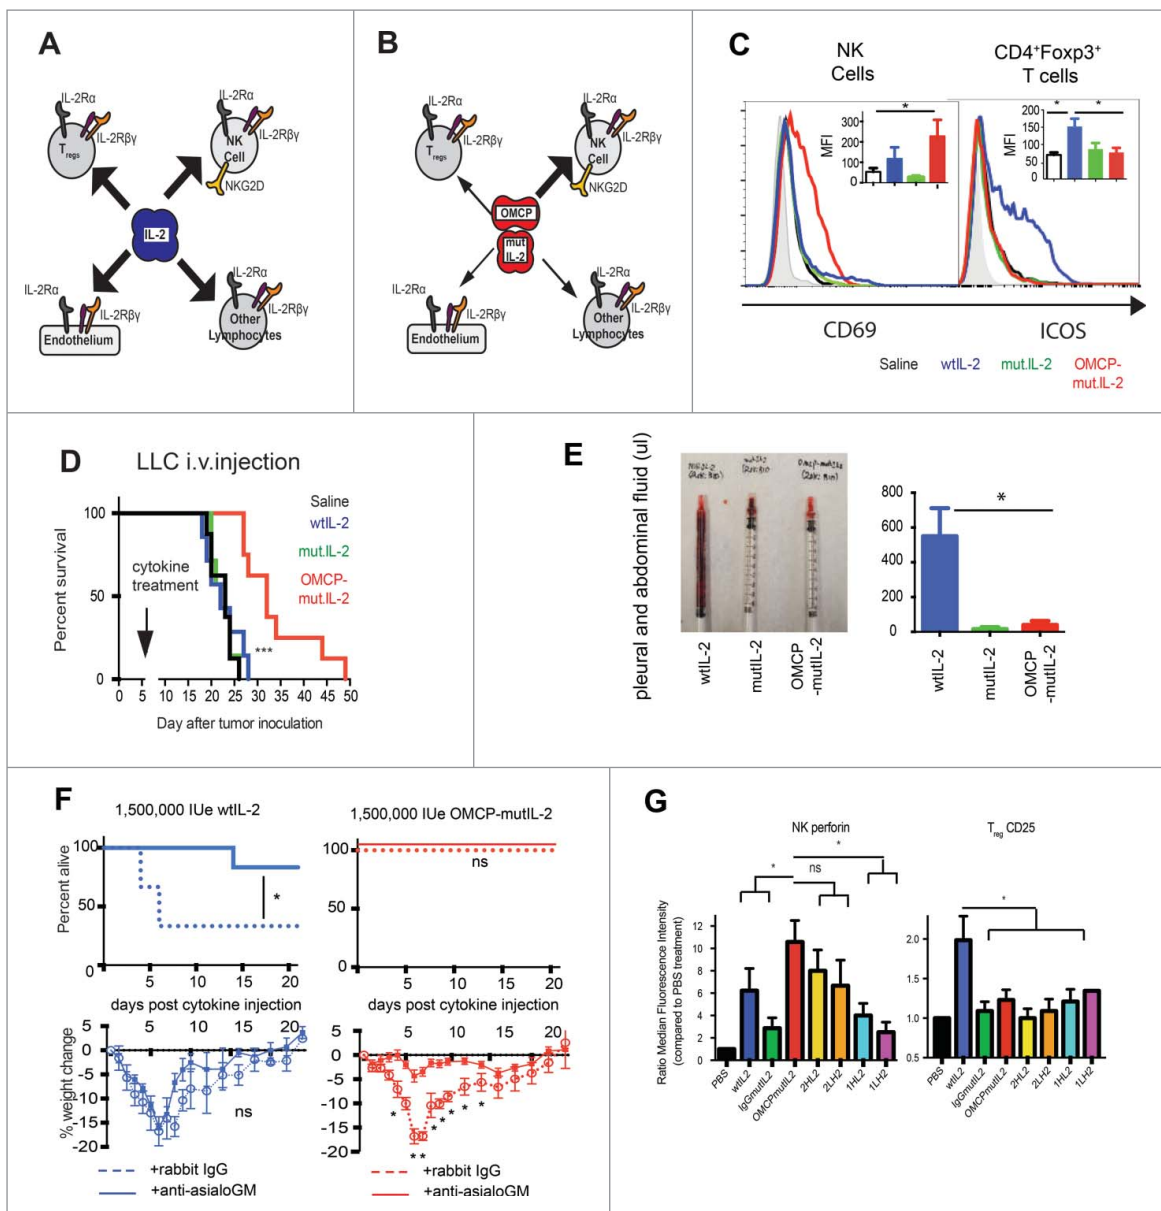 A
IL-2Rα
IL-2Rα
IL-2Rβγ
IL-2Rβγ
Tregs
NK
Cell
NKG2D
IL-2
IL-2Rα
IL-2Rα
IL-2Rβγ
IL-2Rβγ
Endothelium
Other
Lymphocytes
B
IL-2Rα
IL-2Rα
IL-2Rβγ
IL-2Rβγ
Tregs
NK
Cell
NKG2D
OMCP
mut
IL-2
IL-2Rα
IL-2Rα
IL-2Rβγ
IL-2Rβγ
Endothelium
Other
Lymphocytes
C
NK
Cells
CD4+Foxp3+
T cells
MFI
300
200
100
0
*
MFI
200
150
100
50
0
* *
CD69
ICOS
Saline wtIL-2 mut.IL-2 OMCP-
mut.IL-2
D
LLC i.v.injection
Saline
wtIL-2
mut.IL-2
OMCP-
mut.IL-2
cytokine
treatment
Percent survival
100
50
0
***
0 5 10 15 20 25 30 35 40 45 50
Day after tumor inoculation
E
pleural and abdominal fluid (ul)
wtIL-2
mutIL-2
OMCP
-mutIL-2
800
600
400
200
0
*
wtIL-2
mutIL-2
OMCP
-mutIL-2
F
1,500,000 IUe wtIL-2
Percent alive
100
50
0
*
5 10 15 20
days post cytokine injection
1,500,000 IUe OMCP-mutIL-2
100
50
0
ns
5 10 15 20
days post cytokine injection
% weight change
5
0
-5
-10
-15
-20
5 10 15 20
ns
+rabbit IgG
+anti-asialoGM
5
0
-5
-10
-15
-20
5 10 15 20
*
* *
* * * * *
+rabbit IgG
+anti-asialoGM
G
NK perforin
Ratio Median Fluorescence Intensity
(compared to PBS treatment)
12
10
8
6
4
2
0
*
ns
*
PBS
wtIL2
IgGmutIL2
OMCPmutIL2
2HL2
2LH2
1HL2
1LH2
Treg CD25
2.0
1.5
1.0
0.5
*
PBS
wtIL2
IgGmutIL2
OMCPmutIL2
2HL2
2LH2
1HL2
1LH2